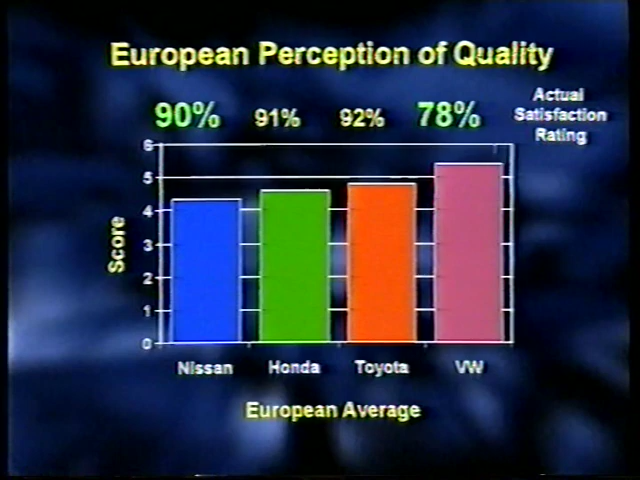 European Perception of Quality
90% 91% 92% 78% Actual
Satisfaction
Rating
6
5
4
3
2
1
0
Score
Nissan Honda Toyota VW
European Average